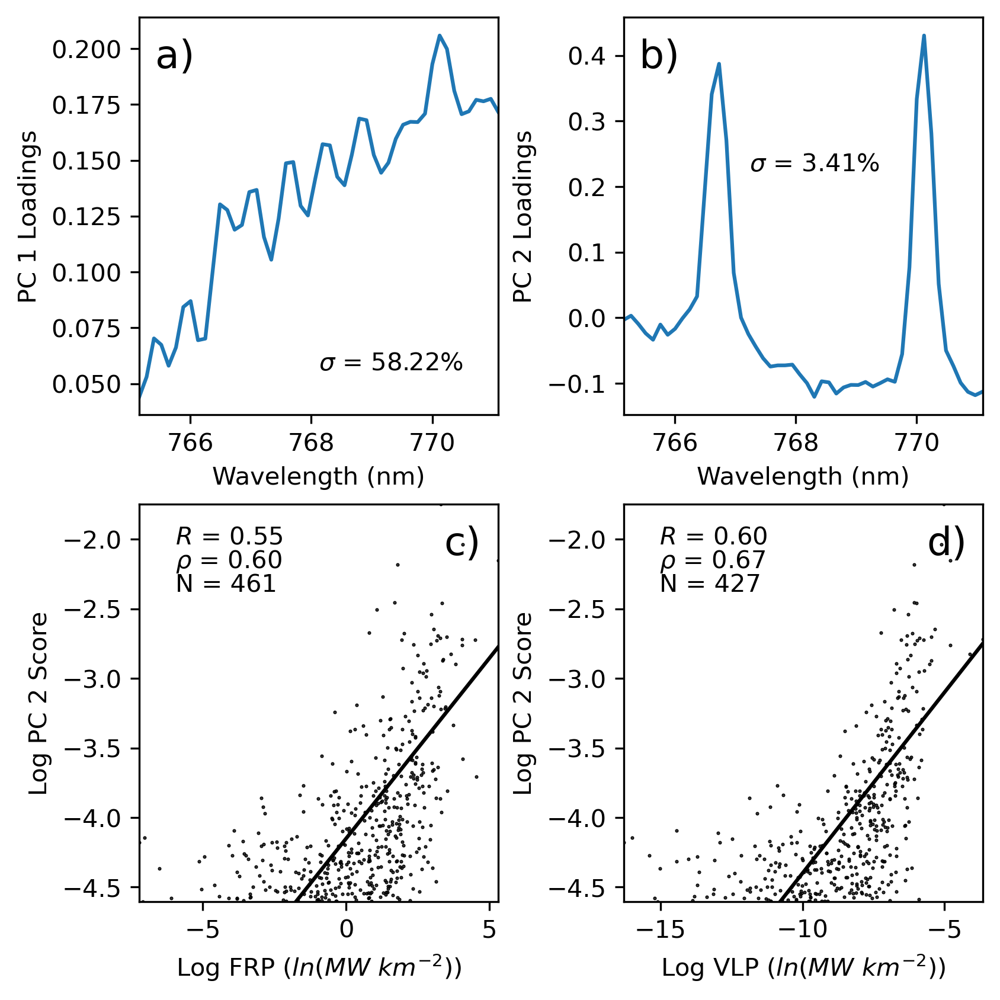 a)
0.200
0.175
0.150
0.125
0.100
0.075
0.050
PC 1 Loadings
σ = 58.22%
766 768 770
Wavelength (nm)
b)
0.4
0.3
0.2
0.1
0.0
−0.1
PC 2 Loadings
σ = 3.41%
766 768 770
Wavelength (nm)
c)
R = 0.55
ρ = 0.60
N = 461
−2.0
−2.5
−3.0
−3.5
−4.0
−4.5
Log PC 2 Score
−5 0 5
Log FRP (ln(MW km⁻²))
d)
R = 0.60
ρ = 0.67
N = 427
−2.0
−2.5
−3.0
−3.5
−4.0
−4.5
Log PC 2 Score
−15 −10 −5
Log VLP (ln(MW km⁻²))